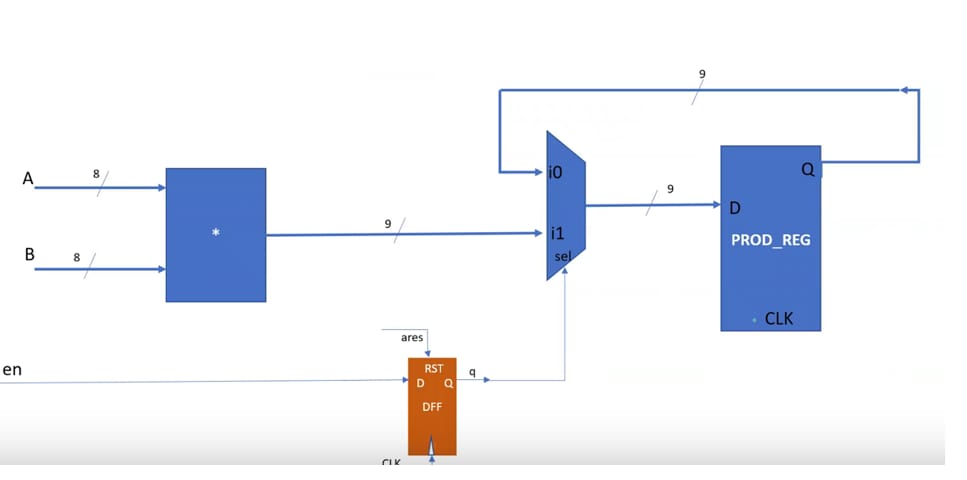 9
A
8
i0
Q
9
D
*
9
i1
PROD_REG
B
8
sel
CLK
ares
en
RST
q
D
Q
DFF
CLK